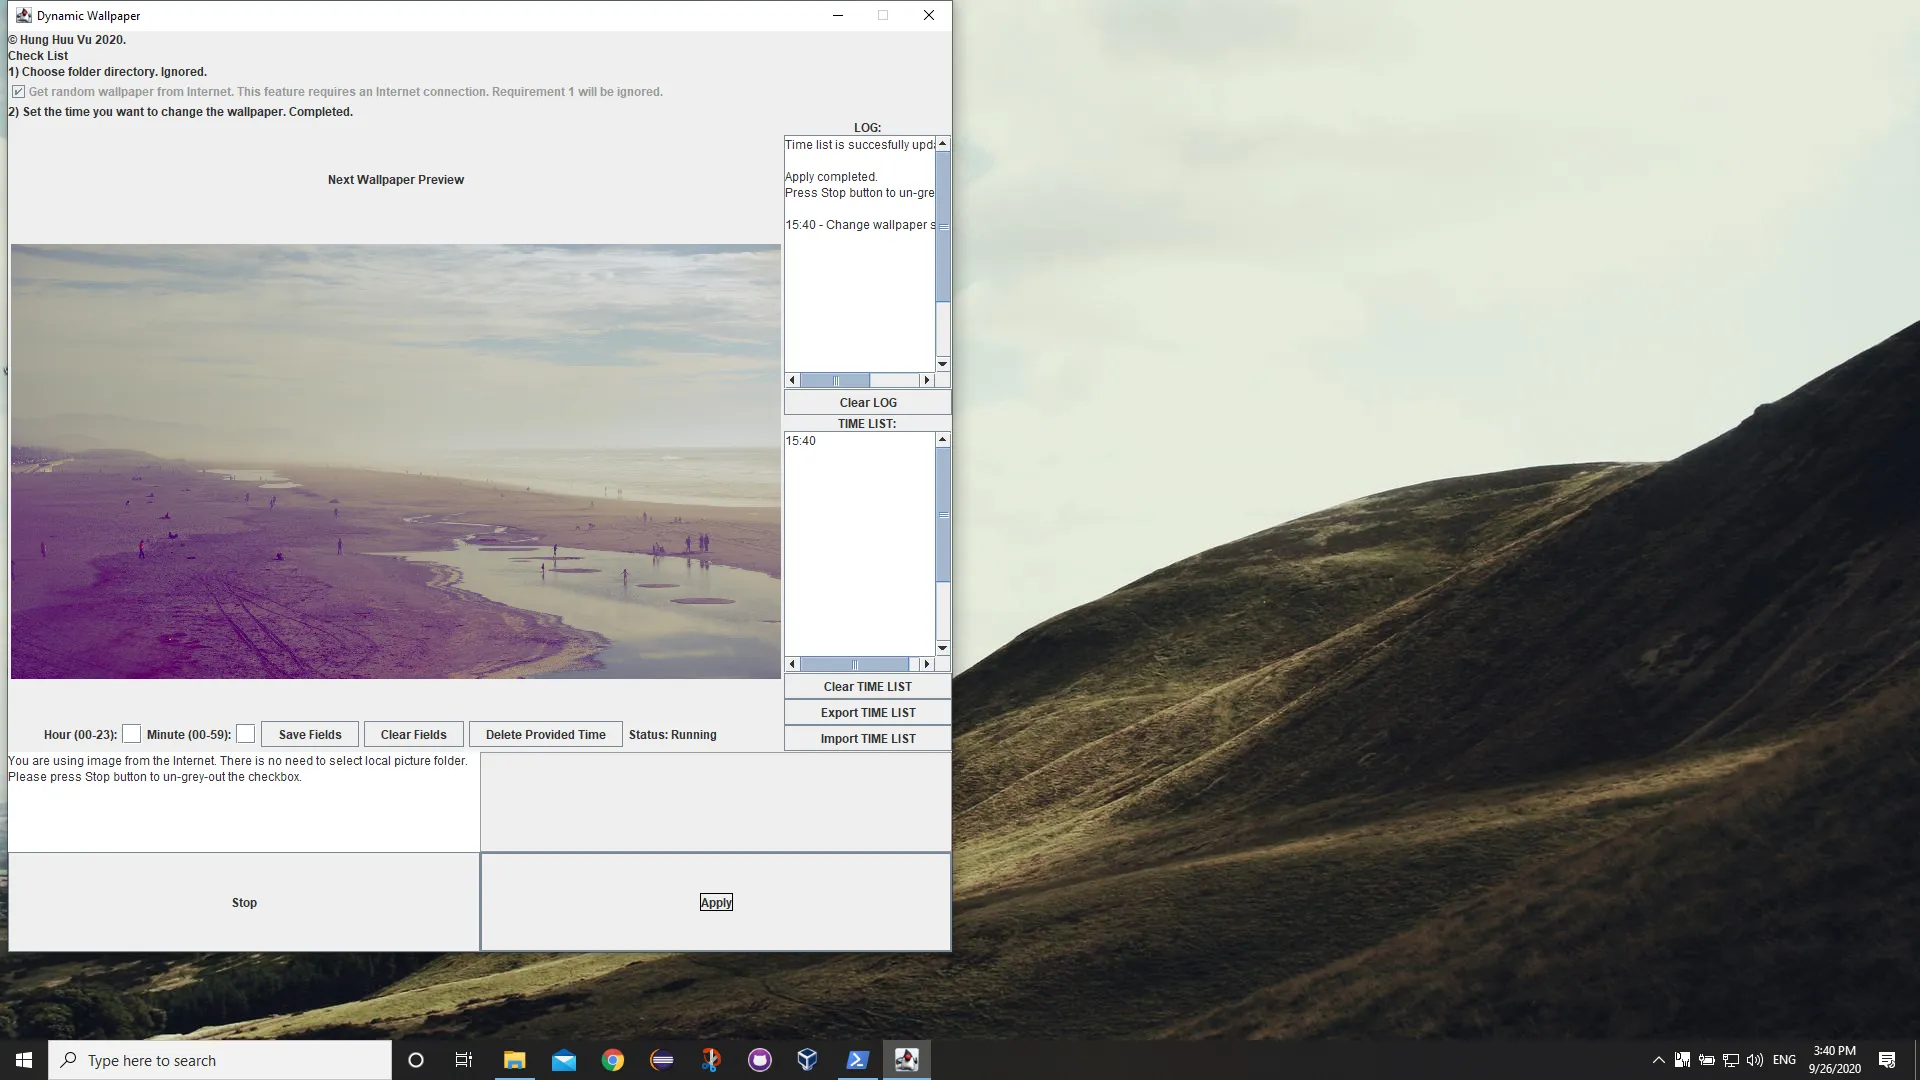 Dynamic Wallpaper
© Hung Huu Vu 2020.
Check List
1) Choose folder directory. Ignored.
Get random wallpaper from Internet. This feature requires an Internet connection. Requirement 1 will be ignored.
2) Set the time you want to change the wallpaper. Completed.
LOG:
Time list is succesfully upda
Apply completed.
Press Stop button to un-gre
15:40 - Change wallpaper s
Next Wallpaper Preview
Clear LOG
TIME LIST:
15:40
Clear TIME LIST
Export TIME LIST
Import TIME LIST
Hour (00-23): Minute (00-59): Save Fields Clear Fields Delete Provided Time Status: Running
You are using image from the Internet. There is no need to select local picture folder.
Please press Stop button to un-grey-out the checkbox.
Stop Apply
Type here to search
ENG
3:40 PM
9/26/2020